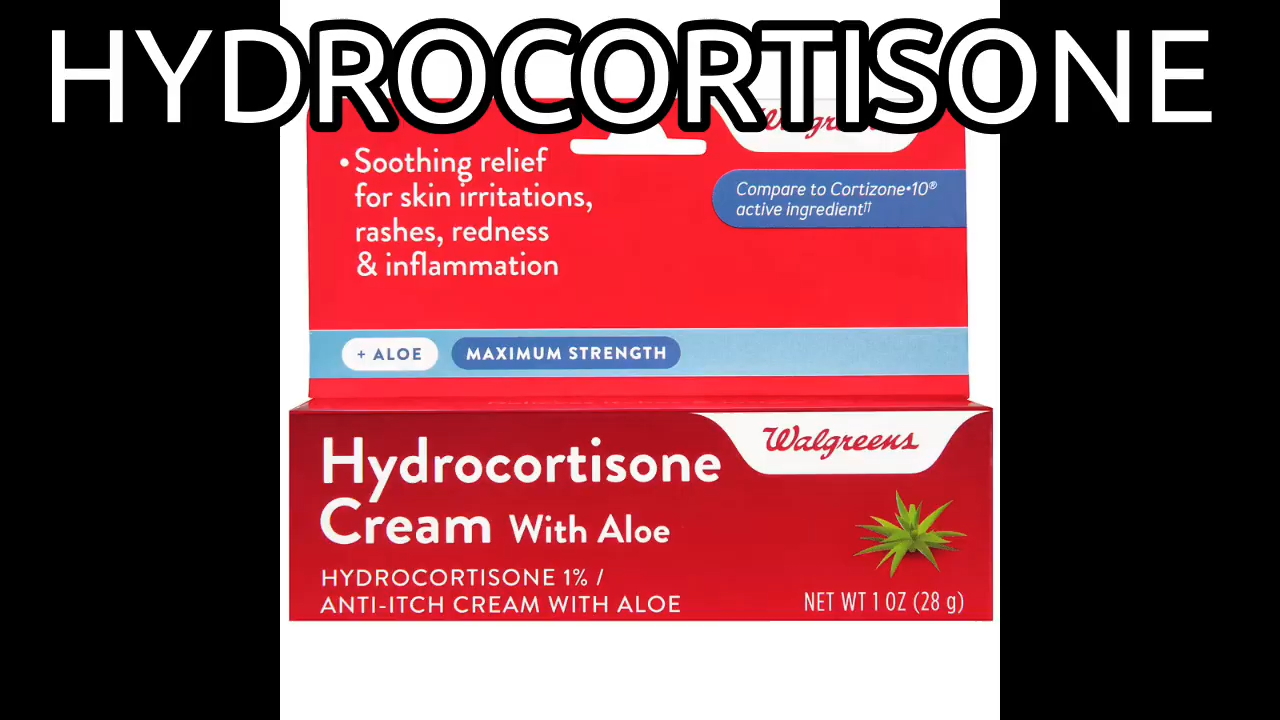 HYDROCORTISONE
• Soothing relief
for skin irritations,
rashes, redness
& inflammation
Compare to Cortizone•10®
active ingredient††
+ ALOE
MAXIMUM STRENGTH
Walgreens
Hydrocortisone
Cream With Aloe
HYDROCORTISONE 1% /
ANTI-ITCH CREAM WITH ALOE
NET WT 1 OZ (28 g)